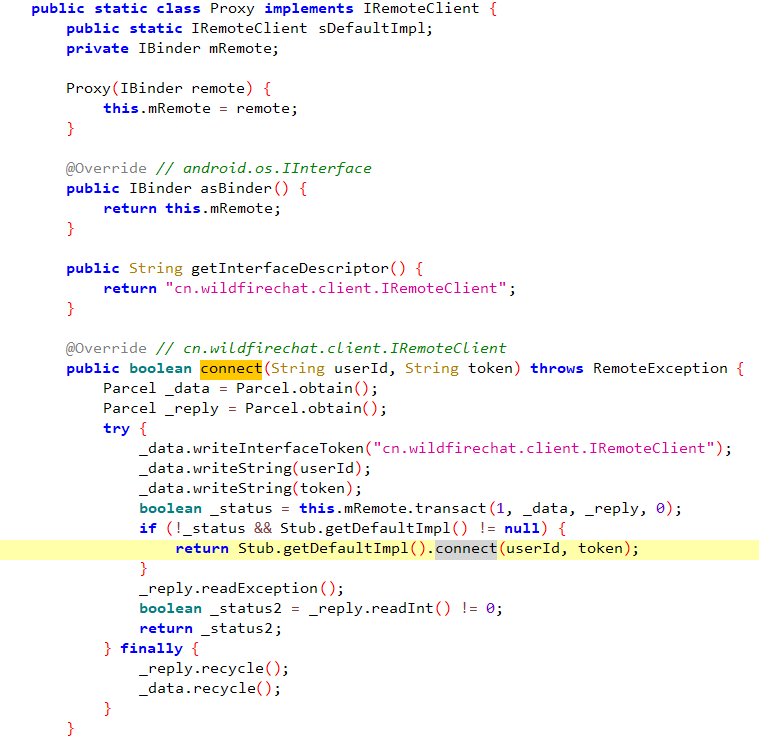 public static class Proxy implements IRemoteClient {
public static IRemoteClient sDefaultImpl;
private IBinder mRemote;
Proxy(IBinder remote) {
this.mRemote = remote;
}
@Override // android.os.IInterface
public IBinder asBinder() {
return this.mRemote;
}
public String getInterfaceDescriptor() {
return "cn.wildfirechat.client.IRemoteClient";
}
@Override // cn.wildfirechat.client.IRemoteClient
public boolean connect(String userId, String token) throws RemoteException {
Parcel _data = Parcel.obtain();
Parcel _reply = Parcel.obtain();
try {
_data.writeInterfaceToken("cn.wildfirechat.client.IRemoteClient");
_data.writeString(userId);
_data.writeString(token);
boolean _status = this.mRemote.transact(1, _data, _reply, 0);
if (!_status && Stub.getDefaultImpl() != null) {
return Stub.getDefaultImpl().connect(userId, token);
}
_reply.readException();
boolean _status2 = _reply.readInt() != 0;
return _status2;
} finally {
_reply.recycle();
_data.recycle();
}
}